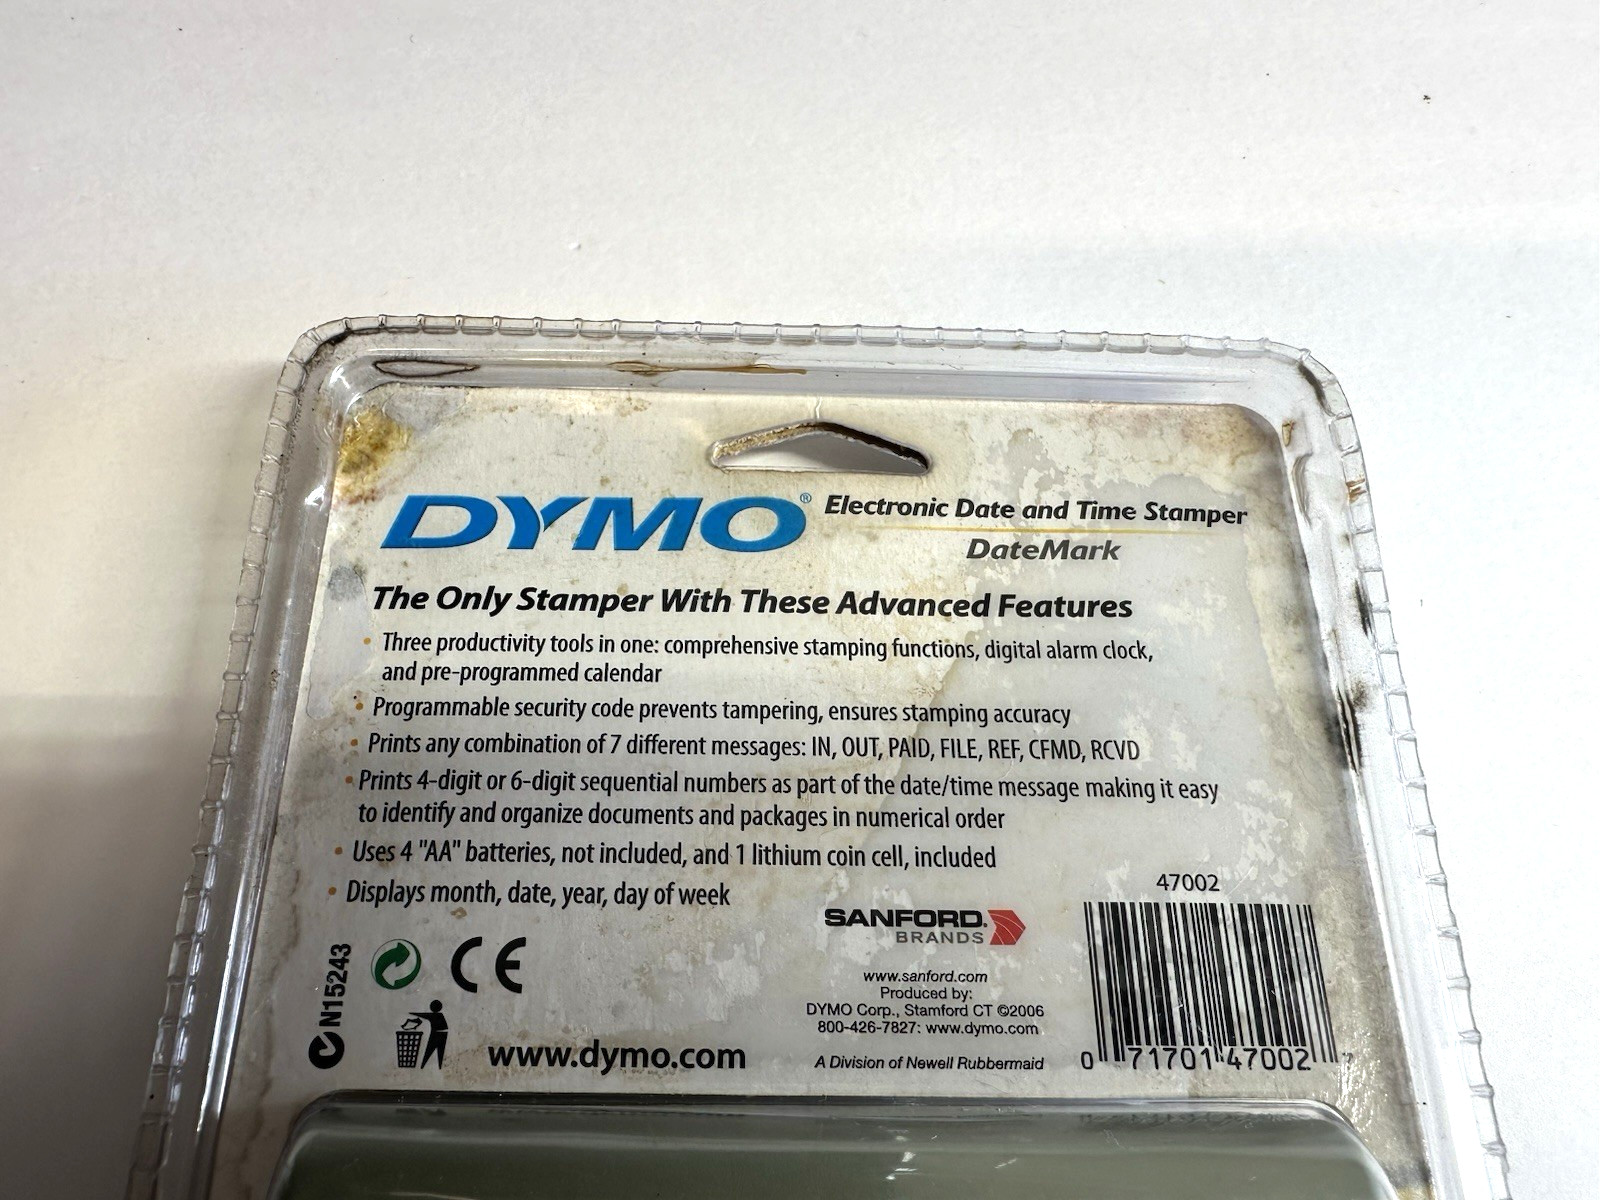 DYMO® Electronic Date and Time Stamper
DateMark
The Only Stamper With These Advanced Features
• Three productivity tools in one: comprehensive stamping functions, digital alarm clock,
and pre-programmed calendar
• Programmable security code prevents tampering, ensures stamping accuracy
• Prints any combination of 7 different messages: IN, OUT, PAID, FILE, REF, CFMD, RCVD
• Prints 4-digit or 6-digit sequential numbers as part of the date/time message making it easy
to identify and organize documents and packages in numerical order
• Uses 4 "AA" batteries, not included, and 1 lithium coin cell, included
• Displays month, date, year, day of week
N15243
CE
www.dymo.com
SANFORD.
BRANDS
www.sanford.com
Produced by:
DYMO Corp., Stamford CT ©2006
800-426-7827: www.dymo.com
A Division of Newell Rubbermaid
47002
0 71701 47002